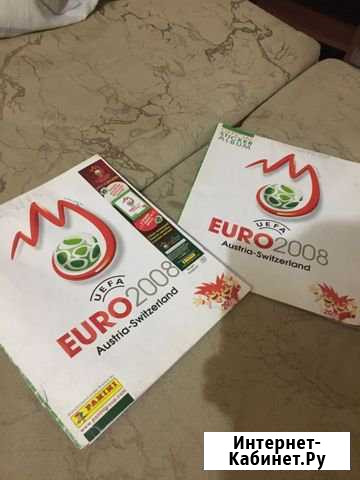 UEFA
EURO2008
Austria-Switzerland
PANINI
STICKER
ALBUM
UEFA
EURO2008
Austria-Switzerland
Интернет-
Кабинет.Ру